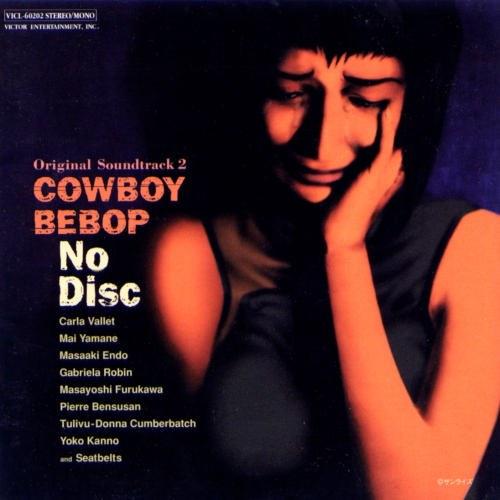 VICL-60202 STEREO/MONO
VICTOR ENTERTAINMENT, INC.
Original Soundtrack 2
COWBOY
BEBOP
No
Disc
Carla Vallet
Mai Yamane
Masaaki Endo
Gabriela Robin
Masayoshi Furukawa
Pierre Bensusan
Tulivu-Donna Cumberbatch
Yoko Kanno
and Seatbelts
©サンライズ